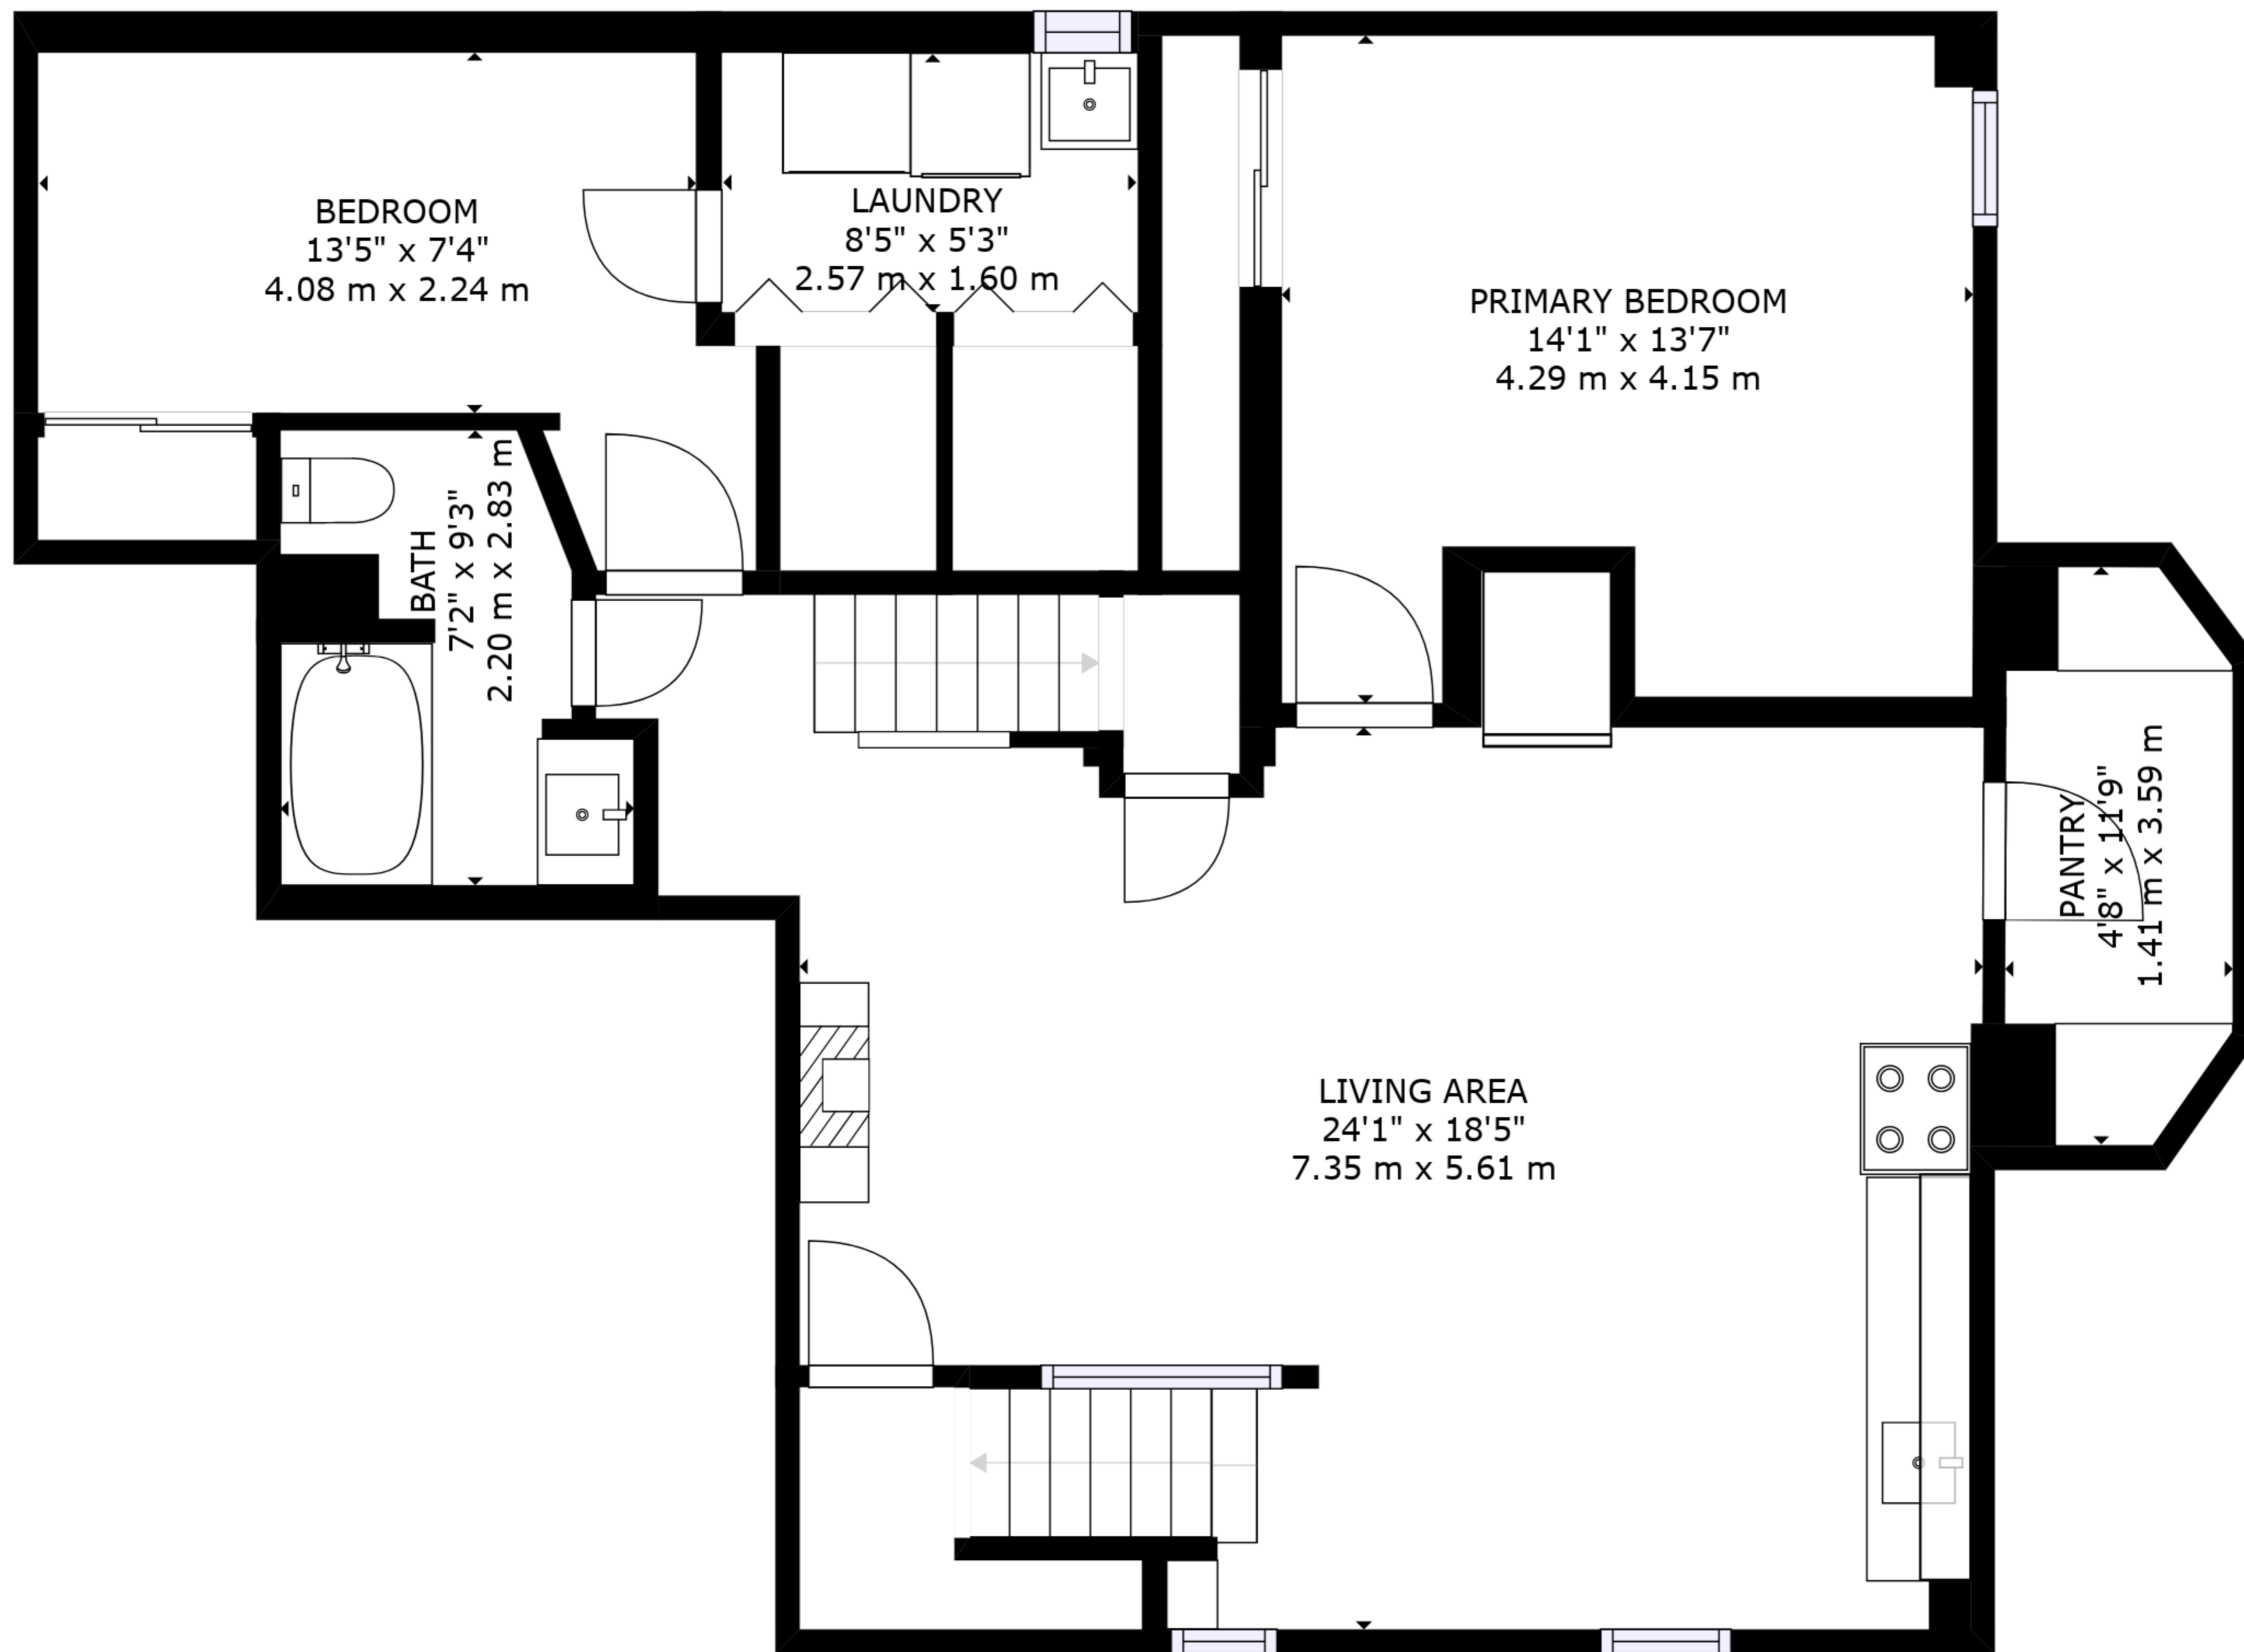 BEDROOM
13'5" x 7'4"
4.08 m x 2.24 m
LAUNDRY
8'5" x 5'3"
2.57 m x 1.60 m
PRIMARY BEDROOM
14'1" x 13'7"
4.29 m x 4.15 m
BATH
7'2" x 9'3"
2.20 m x 2.83 m
PANTRY
4'8" x 11'9"
1.41 m x 3.59 m
LIVING AREA
24'1" x 18'5"
7.35 m x 5.61 m